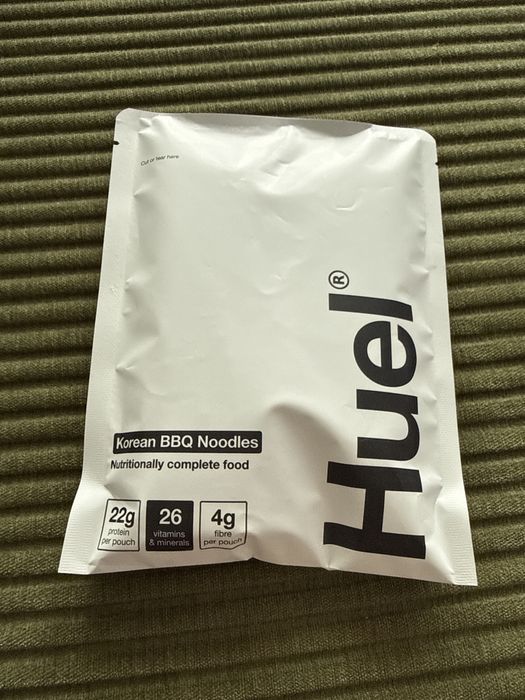 Cut or tear here
Huel®
Korean BBQ Noodles
Nutritionally complete food
22g
protein
per pouch
26
vitamins
& minerals
4g
fibre
per pouch